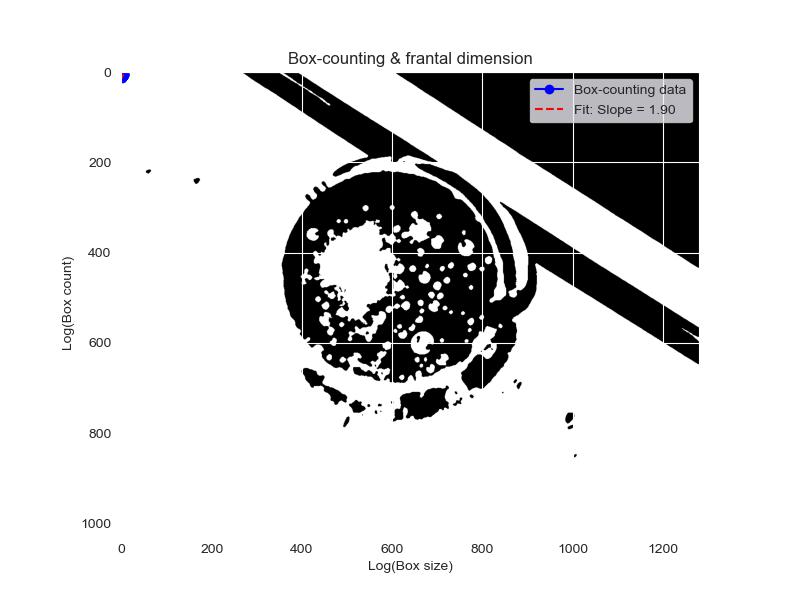 Box-counting & frantal dimension
Box-counting data
Fit: Slope = 1.90
0
200
400
600
800
1000
Log(Box count)
0 200 400 600 800 1000 1200
Log(Box size)